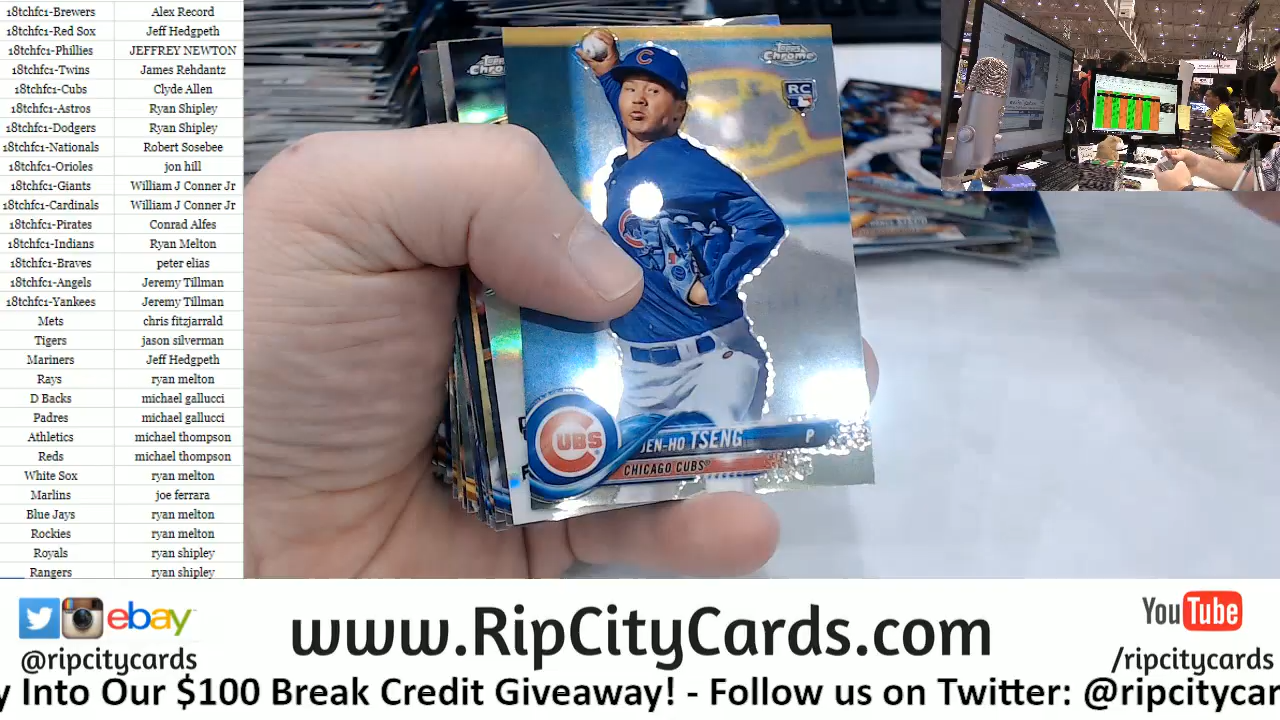 18tchfc1-Brewers Alex Record
18tchfc1-Red Sox Jeff Hedgpeth
18tchfc1-Phillies JEFFREY NEWTON
18tchfc1-Twins James Rehdantz
18tchfc1-Cubs Clyde Allen
18tchfc1-Astros Ryan Shipley
18tchfc1-Dodgers Ryan Shipley
18tchfc1-Nationals Robert Sosebee
18tchfc1-Orioles jon hill
18tchfc1-Giants William J Conner Jr
18tchfc1-Cardinals William J Conner Jr
18tchfc1-Pirates Conrad Alfes
18tchfc1-Indians Ryan Melton
18tchfc1-Braves peter elias
18tchfc1-Angels Jeremy Tillman
18tchfc1-Yankees Jeremy Tillman
Mets chris fitzjarrald
Tigers jason silverman
Mariners Jeff Hedgpeth
Rays ryan melton
D Backs michael gallucci
Padres michael gallucci
Athletics michael thompson
Reds michael thompson
White Sox ryan melton
Marlins joe ferrara
Blue Jays ryan melton
Rockies ryan melton
Royals ryan shipley
Rangers ryan shipley
Topps Chrome
RC
CUBS
JEN-HO TSENG P
CHICAGO CUBS
ebay
@ripcitycards
www.RipCityCards.com
YouTube
/ripcitycards
y Into Our $100 Break Credit Giveaway! - Follow us on Twitter: @ripcitycar